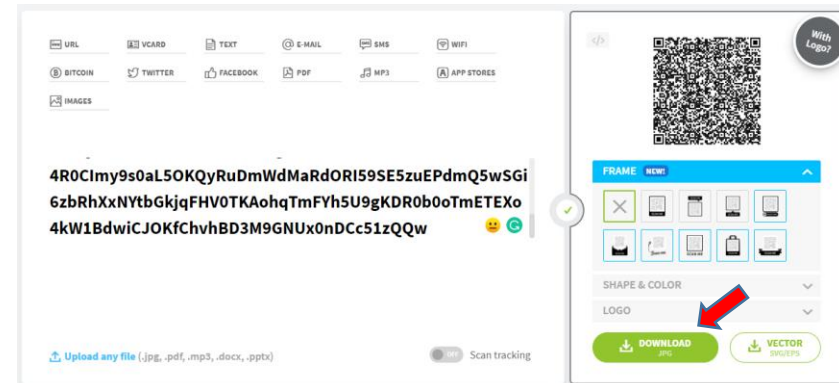 URL VCARD TEXT E-MAIL SMS WIFI
BITCOIN TWITTER FACEBOOK PDF MP3 APP STORES
IMAGES
4R0CImy9s0aL5OKQyRuDmWdMaRdORI59SE5zuEPdmQ5wSGi
6zbRhXxNYtbGkjqFHV0TKAohqTmFYh5U9gKDR0b0oTmETEXo
4kW1BdwiCJOKfChvhBD3M9GNUx0nDCc51zQQw
Upload any file (.jpg, .pdf, .mp3, .docx, .pptx)
OFF Scan tracking
</>
With
Logo?
FRAME NEW!
SHAPE & COLOR
LOGO
DOWNLOAD
JPG
VECTOR
SVG/EPS